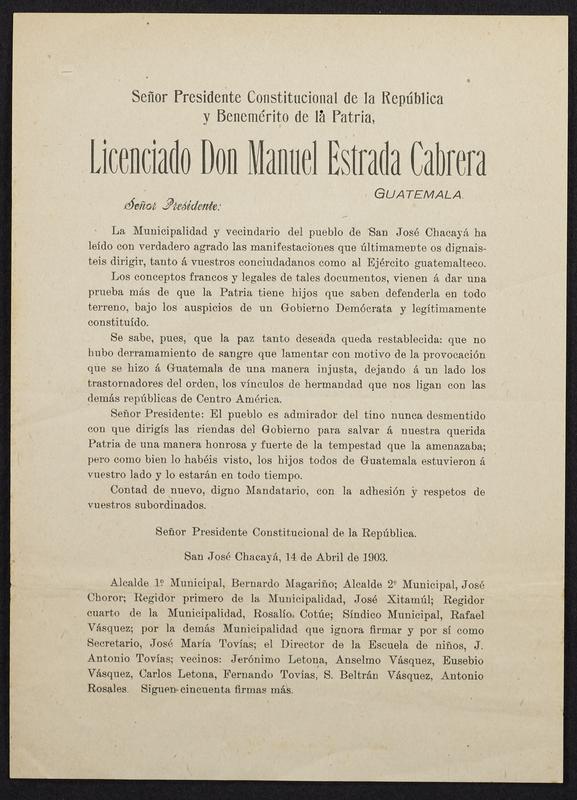 Señor Presidente Constitucional de la República
y Benemérito de la Patria,
Licenciado Don Manuel Estrada Cabrera
GUATEMALA.
Señor Presidente:
La Municipalidad y vecindario del pueblo de San José Chacayá ha
leído con verdadero agrado las manifestaciones que últimamente os dignais-
teis dirigir, tanto á vuestros conciudadanos como al Ejército guatemalteco.
Los conceptos francos y legales de tales documentos, vienen á dar una
prueba más de que la Patria tiene hijos que saben defenderla en todo
terreno, bajo los auspicios de un Gobierno Demócrata y legítimamente
constituído.
Se sabe, pues, que la paz tanto deseada queda restablecida: que no
hubo derramamiento de sangre que lamentar con motivo de la provocación
que se hizo á Guatemala de una manera injusta, dejando á un lado los
trastornadores del orden, los vínculos de hermandad que nos ligan con las
demás repúblicas de Centro América.
Señor Presidente: El pueblo es admirador del tino nunca desmentido
con que dirigís las riendas del Gobierno para salvar á nuestra querida
Patria de una manera honrosa y fuerte de la tempestad que la amenazaba;
pero como bien lo habéis visto, los hijos todos de Guatemala estuvieron á
vuestro lado y lo estarán en todo tiempo.
Contad de nuevo, digno Mandatario, con la adhesión y respetos de
vuestros subordinados.
Señor Presidente Constitucional de la República.
San José Chacayá, 14 de Abril de 1903.
Alcalde 1º Municipal, Bernardo Magariño; Alcalde 2º Municipal, José
Choror; Regidor primero de la Municipalidad, José Xitamúl; Regidor
cuarto de la Municipalidad, Rosalío Cotúe; Síndico Municipal, Rafael
Vásquez; por la demás Municipalidad que ignora firmar y por sí como
Secretario, José María Tovías; el Director de la Escuela de niños, J.
Antonio Tovías; vecinos: Jerónimo Letona, Anselmo Vásquez, Eusebio
Vásquez, Carlos Letona, Fernando Tovías, S. Beltrán Vásquez, Antonio
Rosales. Siguen cincuenta firmas más.